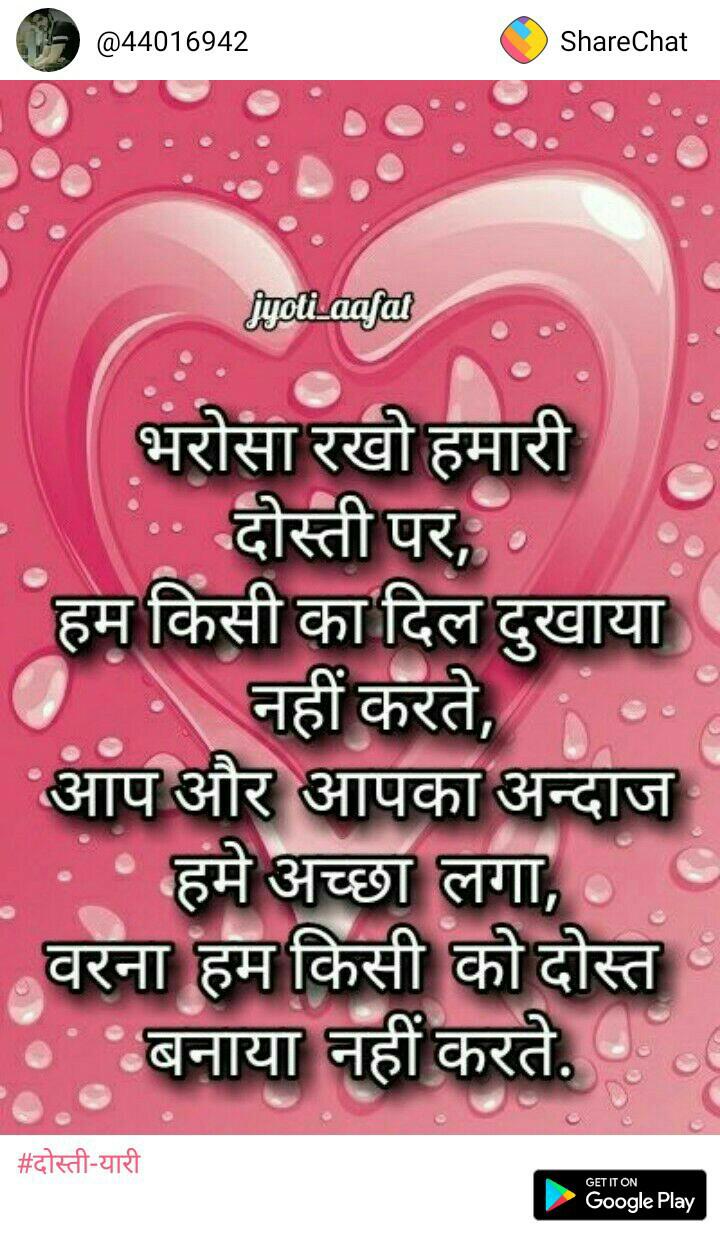 @44016942
ShareChat
jyoti_aafat
भरोसा रखो हमारी
दोस्ती पर,
हम किसी का दिल दुखाया
नहीं करते,
आप और आपका अन्दाज
हमे अच्छा लगा,
वरना हम किसी को दोस्त
बनाया नहीं करते.
#दोस्ती-यारी
GET IT ON
Google Play